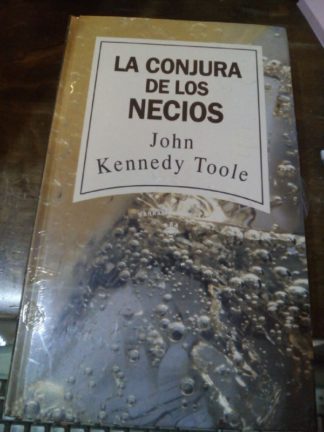 LA CONJURA
DE LOS
NECIOS
John
Kennedy Toole